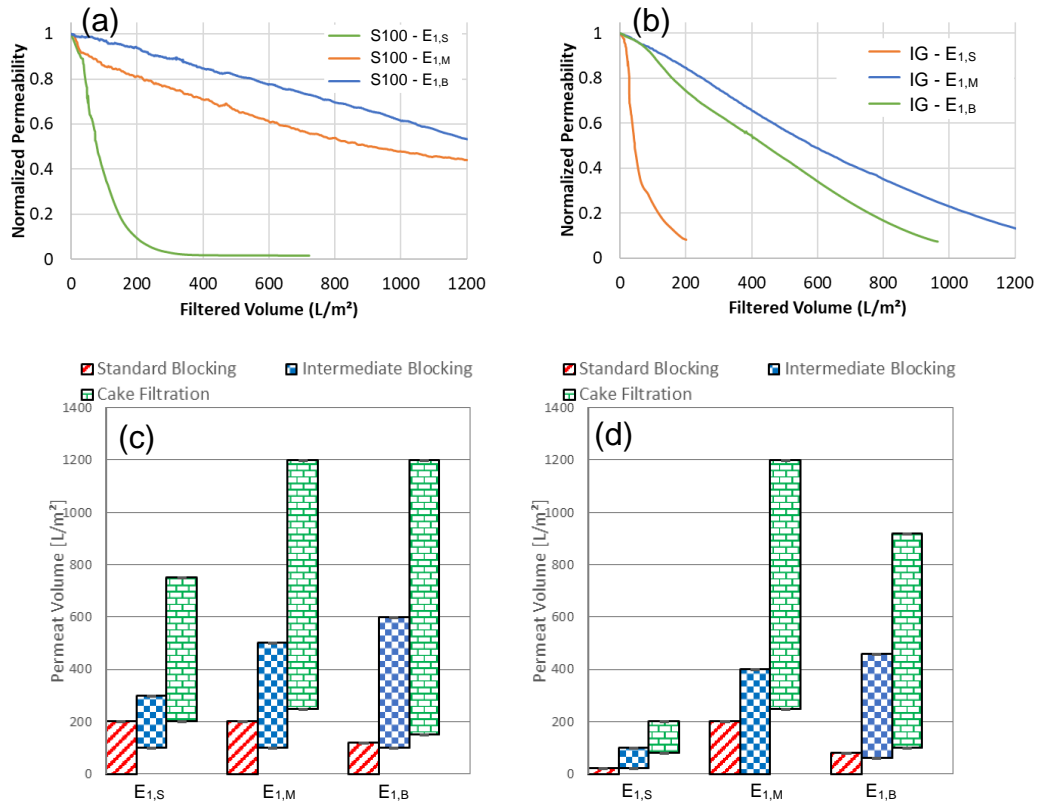 (a)
S100 - E1,S
S100 - E1,M
S100 - E1,B
Normalized Permeability
1
0.8
0.6
0.4
0.2
0
0 200 400 600 800 1000 1200
Filtered Volume (L/m²)
(b)
IG - E1,S
IG - E1,M
IG - E1,B
Normalized Permeability
1
0.8
0.6
0.4
0.2
0
0 200 400 600 800 1000 1200
Filtered Volume (L/m²)
Standard Blocking Intermediate Blocking
Cake Filtration
(c)
Permeat Volume [L/m²]
1400
1200
1000
800
600
400
200
0
E1,S E1,M E1,B
Standard Blocking Intermediate Blocking
Cake Filtration
(d)
Permeat Volume [L/m²]
1400
1200
1000
800
600
400
200
0
E1,S E1,M E1,B